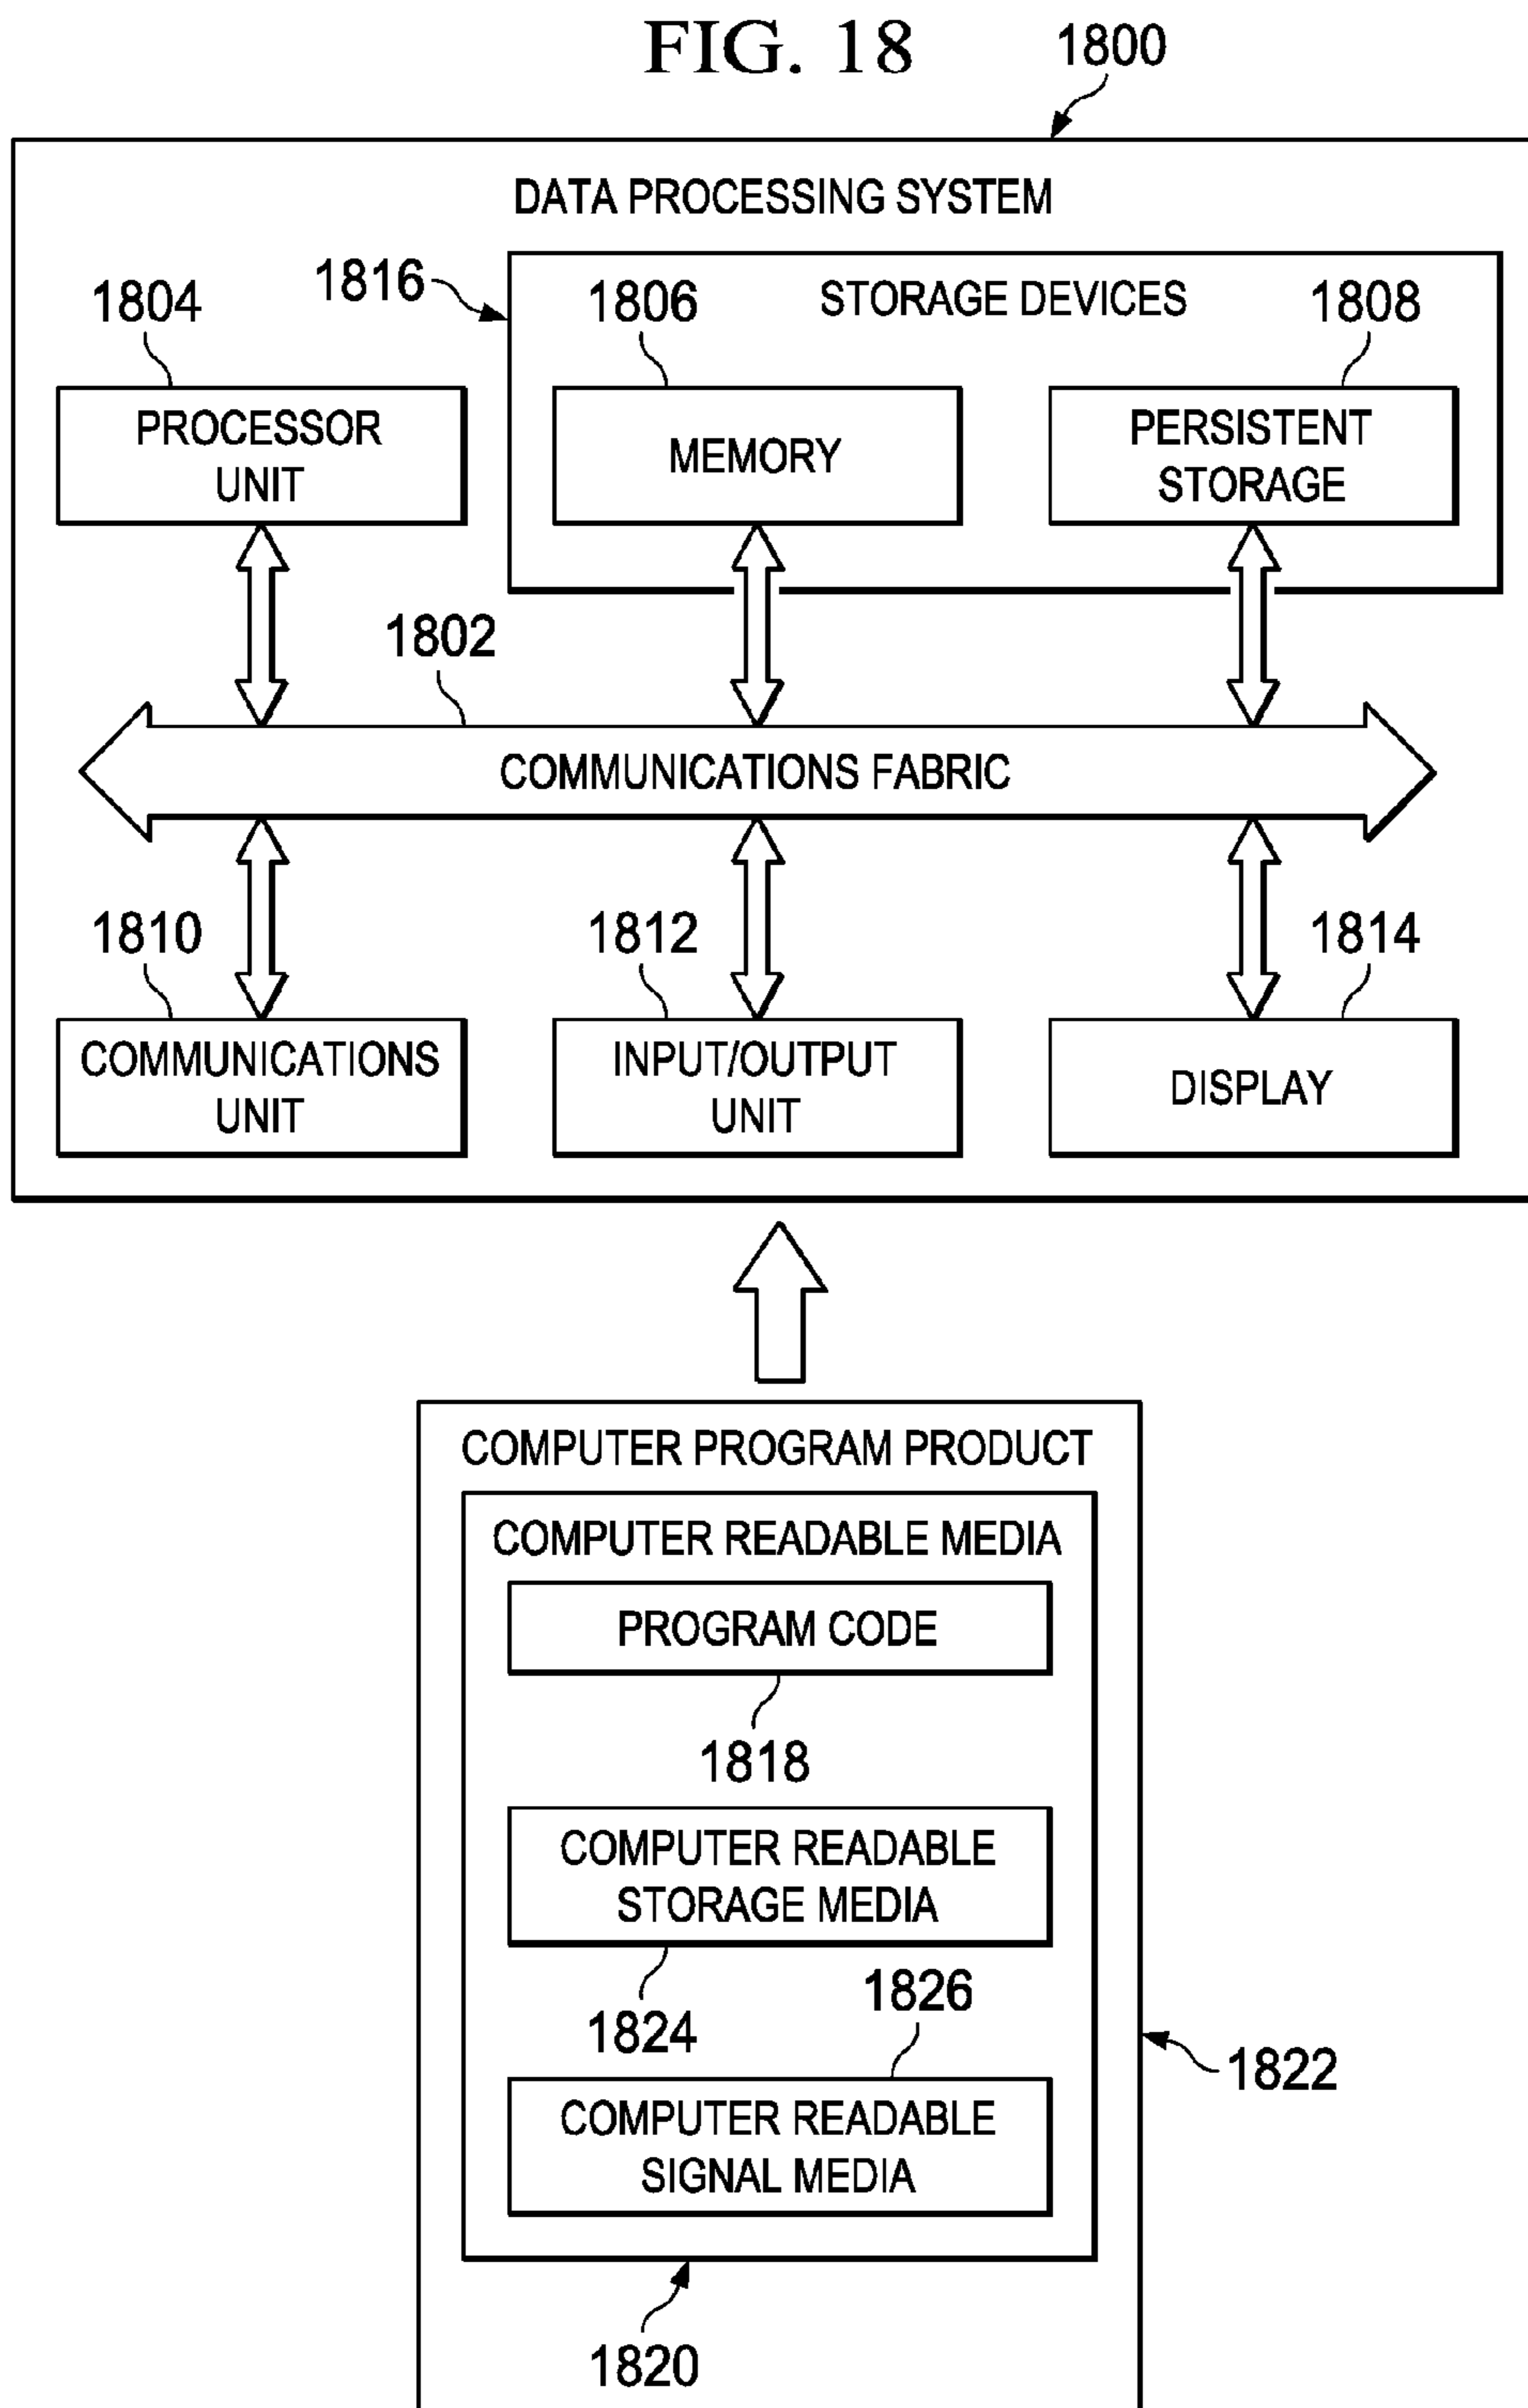 FIG. 18
1800
DATA PROCESSING SYSTEM
1816
STORAGE DEVICES
1804
1806
1808
PROCESSOR
UNIT
MEMORY
PERSISTENT
STORAGE
1802
COMMUNICATIONS FABRIC
1810
1812
1814
COMMUNICATIONS
UNIT
INPUT/OUTPUT
UNIT
DISPLAY
COMPUTER PROGRAM PRODUCT
COMPUTER READABLE MEDIA
PROGRAM CODE
1818
COMPUTER READABLE
STORAGE MEDIA
1824
1826
1822
COMPUTER READABLE
SIGNAL MEDIA
1820